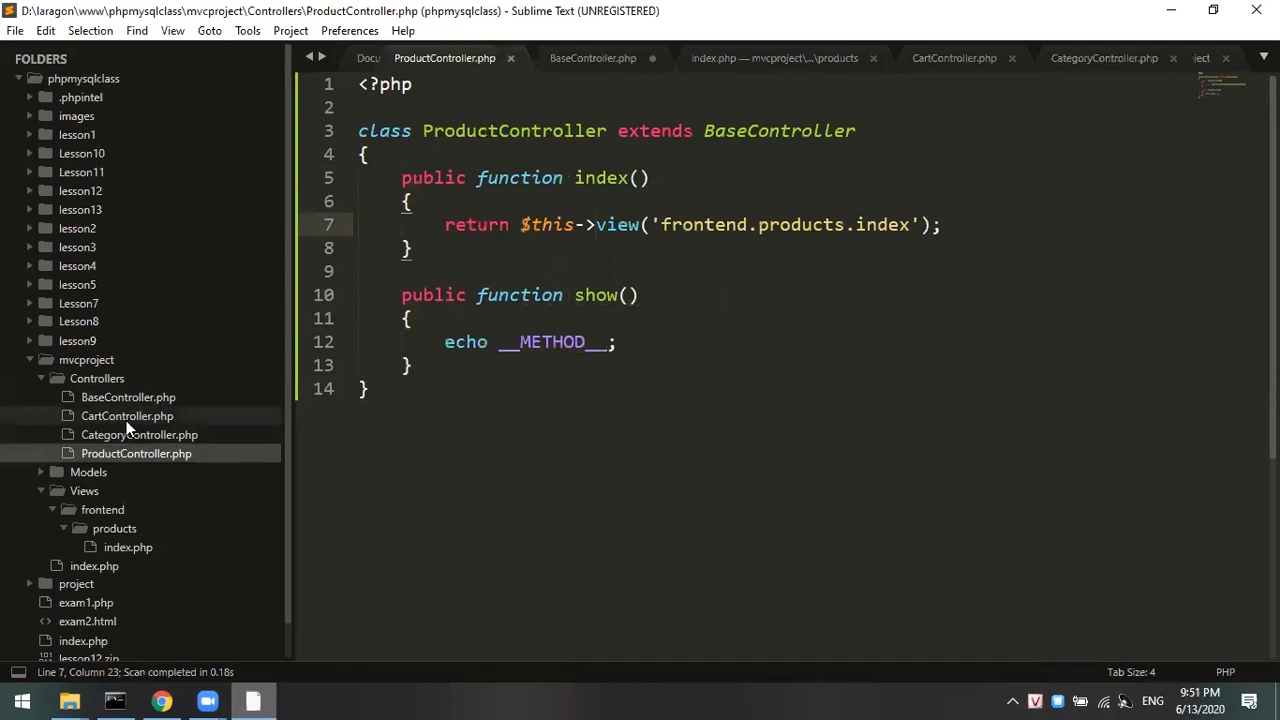 D:\laragon\www\phpmysqlclass\mvcproject\Controllers\ProductController.php (phpmysqlclass) - Sublime Text (UNREGISTERED)
File Edit Selection Find View Goto Tools Project Preferences Help
FOLDERS
phpmysqlclass
.phpintel
images
lesson1
Lesson10
Lesson11
lesson12
lesson13
lesson2
lesson3
lesson4
lesson5
Lesson7
Lesson8
lesson9
mvcproject
Controllers
BaseController.php
CartController.php
CategoryController.php
ProductController.php
Models
Views
frontend
products
index.php
index.php
project
exam1.php
exam2.html
index.php
lesson12.zip
Docu ProductController.php BaseController.php index.php — mvcproject\...\products CartController.php CategoryController.php ject
1 <?php
2
3 class ProductController extends BaseController
4 {
5 public function index()
6 {
7 return $this->view('frontend.products.index');
8 }
9
10 public function show()
11 {
12 echo __METHOD__;
13 }
14 }
Line 7, Column 23; Scan completed in 0.18s Tab Size: 4 PHP
ENG 9:51 PM
6/13/2020